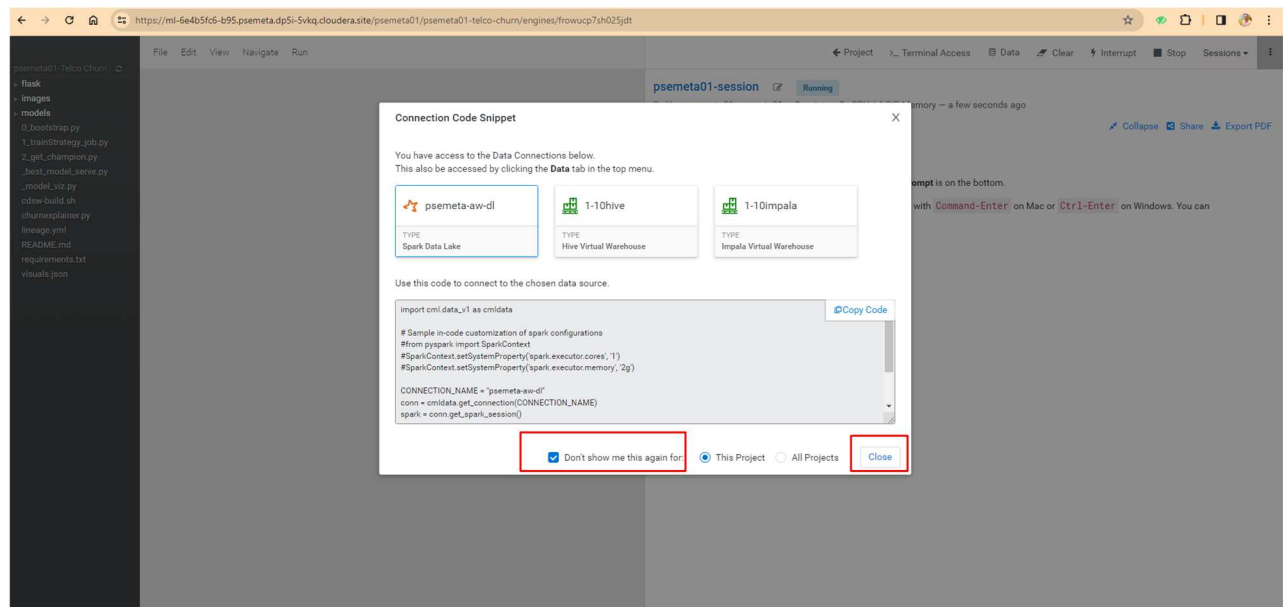 https://ml-6e4b5fc6-b95.psemeta.dp5i-5vkq.cloudera.site/psemeta01/psemeta01-telco-churn/engines/frowucp7sh025jdt
File Edit View Navigate Run
Project >_ Terminal Access Data Clear Interrupt Stop Sessions
psemeta01-Telco Churn
flask
images
models
0_bootstrap.py
1_trainStrategy_job.py
2_get_champion.py
_best_model_serve.py
_model_viz.py
cdsw-build.sh
churnexplainer.py
lineage.yml
README.md
requirements.txt
visuals.json
psemeta01-session Running
emory — a few seconds ago
Collapse Share Export PDF
ompt is on the bottom.
with Command-Enter on Mac or Ctrl-Enter on Windows. You can
Connection Code Snippet X
You have access to the Data Connections below.
This also be accessed by clicking the Data tab in the top menu.
psemeta-aw-dl
TYPE
Spark Data Lake
1-10hive
TYPE
Hive Virtual Warehouse
1-10impala
TYPE
Impala Virtual Warehouse
Use this code to connect to the chosen data source.
Copy Code
import cml.data_v1 as cmldata
# Sample in-code customization of spark configurations
#from pyspark import SparkContext
#SparkContext.setSystemProperty('spark.executor.cores', '1')
#SparkContext.setSystemProperty('spark.executor.memory', '2g')
CONNECTION_NAME = "psemeta-aw-dl"
conn = cmldata.get_connection(CONNECTION_NAME)
spark = conn.get_spark_session()
Don't show me this again for: This Project All Projects Close